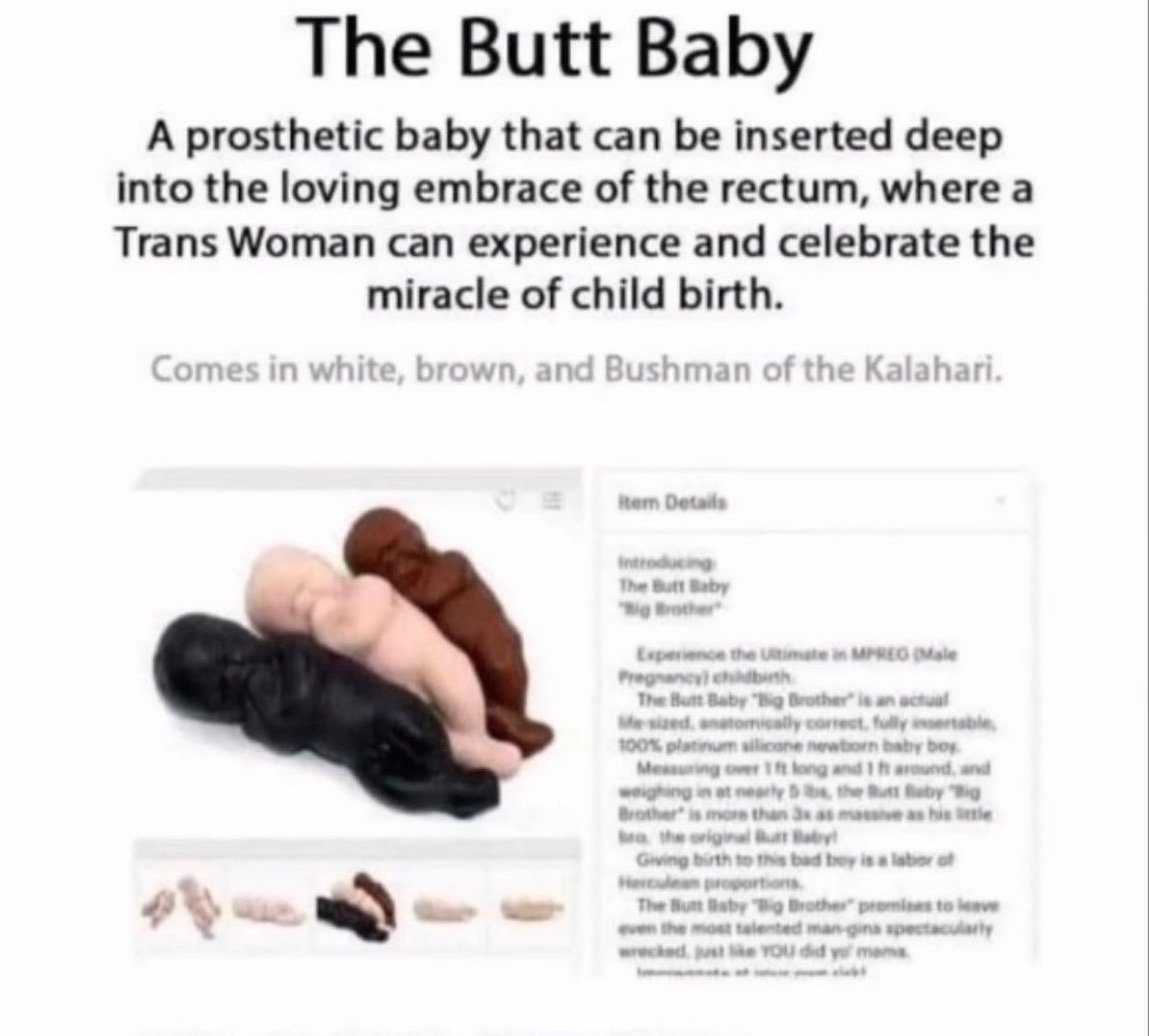 The Butt Baby
A prosthetic baby that can be inserted deep
into the loving embrace of the rectum, where a
Trans Woman can experience and celebrate the
miracle of child birth.
Comes in white, brown, and Bushman of the Kalahari.
Item Details
Introducing:
The Butt Baby
"Big Brother"
Experience the Ultimate in MPREG (Male
Pregnancy) childbirth.
The Butt Baby "Big Brother" is an actual
life-sized, anatomically correct, fully insertable,
100% platinum silicone newborn baby boy.
Measuring over 1 ft long and 1 ft around, and
weighing in at nearly 5 lbs, the Butt Baby "Big
Brother" is more than 3x as massive as his little
bro, the original Butt Baby!
Giving birth to this bad boy is a labor of
Herculean proportions.
The Butt Baby "Big Brother" promises to leave
even the most talented man-gina spectacularly
wrecked, just like YOU did yo' mama.